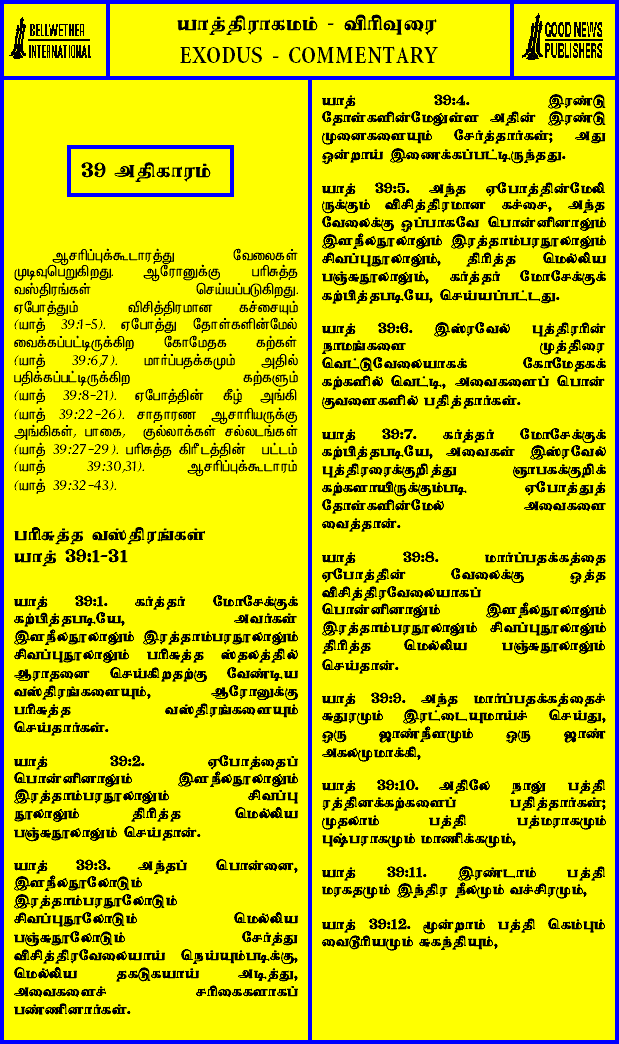 BELLWETHER
INTERNATIONAL
யாத்திராகமம் - விரிவுரை
EXODUS - COMMENTARY
GOOD NEWS
PUBLISHERS
39 அதிகாரம்
ஆசரிப்புக்கூடாரத்து வேலைகள்
முடிவுபெறுகிறது. ஆரோனுக்கு பரிசுத்த
வஸ்திரங்கள் செய்யப்படுகிறது.
ஏபோத்தும் விசித்திரமான கச்சையும்
(யாத் 39:1-5). ஏபோத்து தோள்களின்மேல்
வைக்கப்பட்டிருக்கிற கோமேதக கற்கள்
(யாத் 39:6,7). மார்ப்பதக்கமும் அதில்
பதிக்கப்பட்டிருக்கிற கற்களும்
(யாத் 39:8-21). ஏபோத்தின் கீழ் அங்கி
(யாத் 39:22-26). சாதாரண ஆசாரியருக்கு
அங்கிகள், பாகை, குல்லாக்கள் சல்லடங்கள்
(யாத் 39:27-29). பரிசுத்த கிரீடத்தின் பட்டம்
(யாத் 39:30,31). ஆசரிப்புக்கூடாரம்
(யாத் 39:32-43).
பரிசுத்த வஸ்திரங்கள்
யாத் 39:1-31
யாத் 39:1. கர்த்தர் மோசேக்குக்
கற்பித்தபடியே, அவர்கள்
இளநீலநூலாலும் இரத்தாம்பரநூலாலும்
சிவப்புநூலாலும் பரிசுத்த ஸ்தலத்தில்
ஆராதனை செய்கிறதற்கு வேண்டிய
வஸ்திரங்களையும், ஆரோனுக்கு
பரிசுத்த வஸ்திரங்களையும்
செய்தார்கள்.
யாத் 39:2. ஏபோத்தைப்
பொன்னினாலும் இளநீலநூலாலும்
இரத்தாம்பரநூலாலும் சிவப்பு
நூலாலும் திரித்த மெல்லிய
பஞ்சுநூலாலும் செய்தான்.
யாத் 39:3. அந்தப் பொன்னை,
இளநீலநூலோடும்
இரத்தாம்பரநூலோடும்
சிவப்புநூலோடும் மெல்லிய
பஞ்சுநூலோடும் சேர்த்து
விசித்திரவேலையாய் நெய்யும்படிக்கு,
மெல்லிய தகடுகயாய் அடித்து,
அவைகளைச் சரிகைகளாகப்
பண்ணினார்கள்.
யாத் 39:4. இரண்டு
தோள்களின்மேலுள்ள அதின் இரண்டு
முனைகளையும் சேர்த்தார்கள்; அது
ஒன்றாய் இணைக்கப்பட்டிருந்தது.
யாத் 39:5. அந்த ஏபோத்தின்மேலி
ருக்கும் விசித்திரமான கச்சை, அந்த
வேலைக்கு ஒப்பாகவே பொன்னினாலும்
இளநீலநூலாலும் இரத்தாம்பரநூலாலும்
சிவப்புநூலாலும், திரித்த மெல்லிய
பஞ்சுநூலாலும், கர்த்தர் மோசேக்குக்
கற்பித்தபடியே, செய்யப்பட்டது.
யாத் 39:6. இஸ்ரவேல் புத்திரரின்
நாமங்களை முத்திரை
வெட்டுவேலையாகக் கோமேதகக்
கற்களில் வெட்டி, அவைகளைப் பொன்
குவளைகளில் பதித்தார்கள்.
யாத் 39:7. கர்த்தர் மோசேக்குக்
கற்பித்தபடியே, அவைகள் இஸ்ரவேல்
புத்திரரைக்குறித்து ஞாபகக்குறிக்
கற்களாயிருக்கும்படி ஏபோத்துத்
தோள்களின்மேல் அவைகளை
வைத்தான்.
யாத் 39:8. மார்ப்பதக்கத்தை
ஏபோத்தின் வேலைக்கு ஒத்த
விசித்திரவேலையாகப்
பொன்னினாலும் இளநீலநூலாலும்
இரத்தாம்பரநூலாலும் சிவப்புநூலாலும்
திரித்த மெல்லிய பஞ்சுநூலாலும்
செய்தான்.
யாத் 39:9. அந்த மார்ப்பதக்கத்தைச்
சுதுரமும் இரட்டையுமாய்ச் செய்து,
ஒரு ஜாண்நீளமும் ஒரு ஜாண்
அகலமுமாக்கி,
யாத் 39:10. அதிலே நாலு பத்தி
ரத்தினக்கற்களைப் பதித்தார்கள்;
முதலாம் பத்தி பத்மராகமும்
புஷ்பராகமும் மாணிக்கமும்,
யாத் 39:11. இரண்டாம் பத்தி
மரகதமும் இந்திர நீலமும் வச்சிரமும்,
யாத் 39:12. மூன்றாம் பத்தி கெம்பும்
வைடூரியமும் சுகந்தியும்,